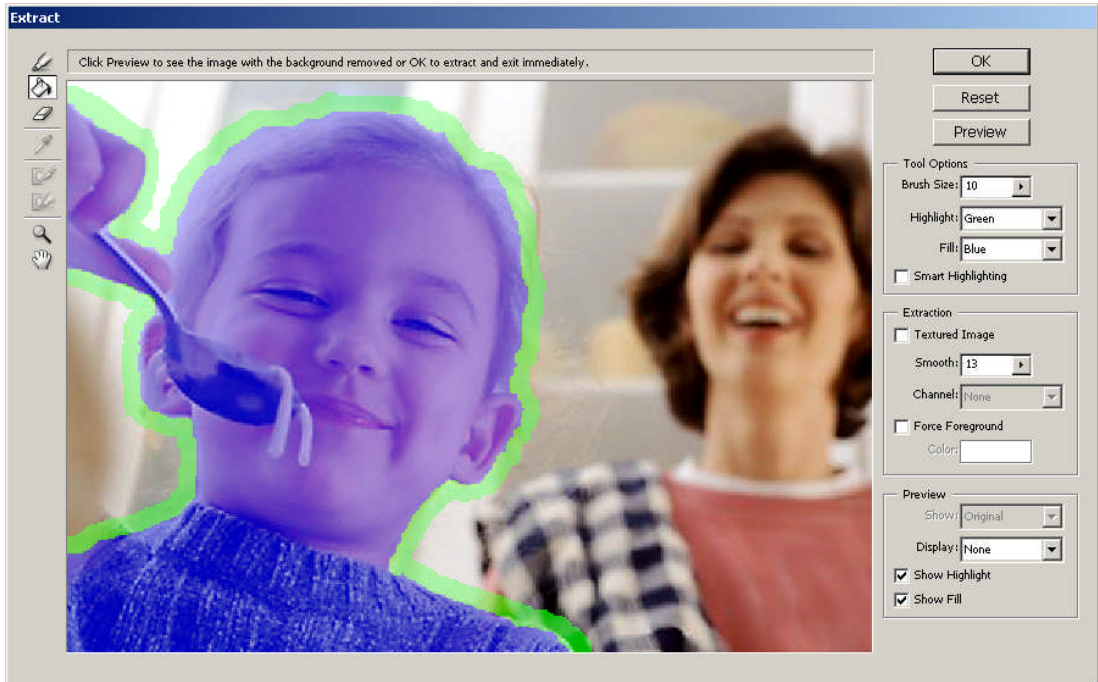 Extract
Click Preview to see the image with the background removed or OK to extract and exit immediately.
OK
Reset
Preview
Tool Options
Brush Size: 10
Highlight: Green
Fill: Blue
Smart Highlighting
Extraction
Textured Image
Smooth: 13
Channel: None
Force Foreground
Color:
Preview
Show: Original
Display: None
Show Highlight
Show Fill